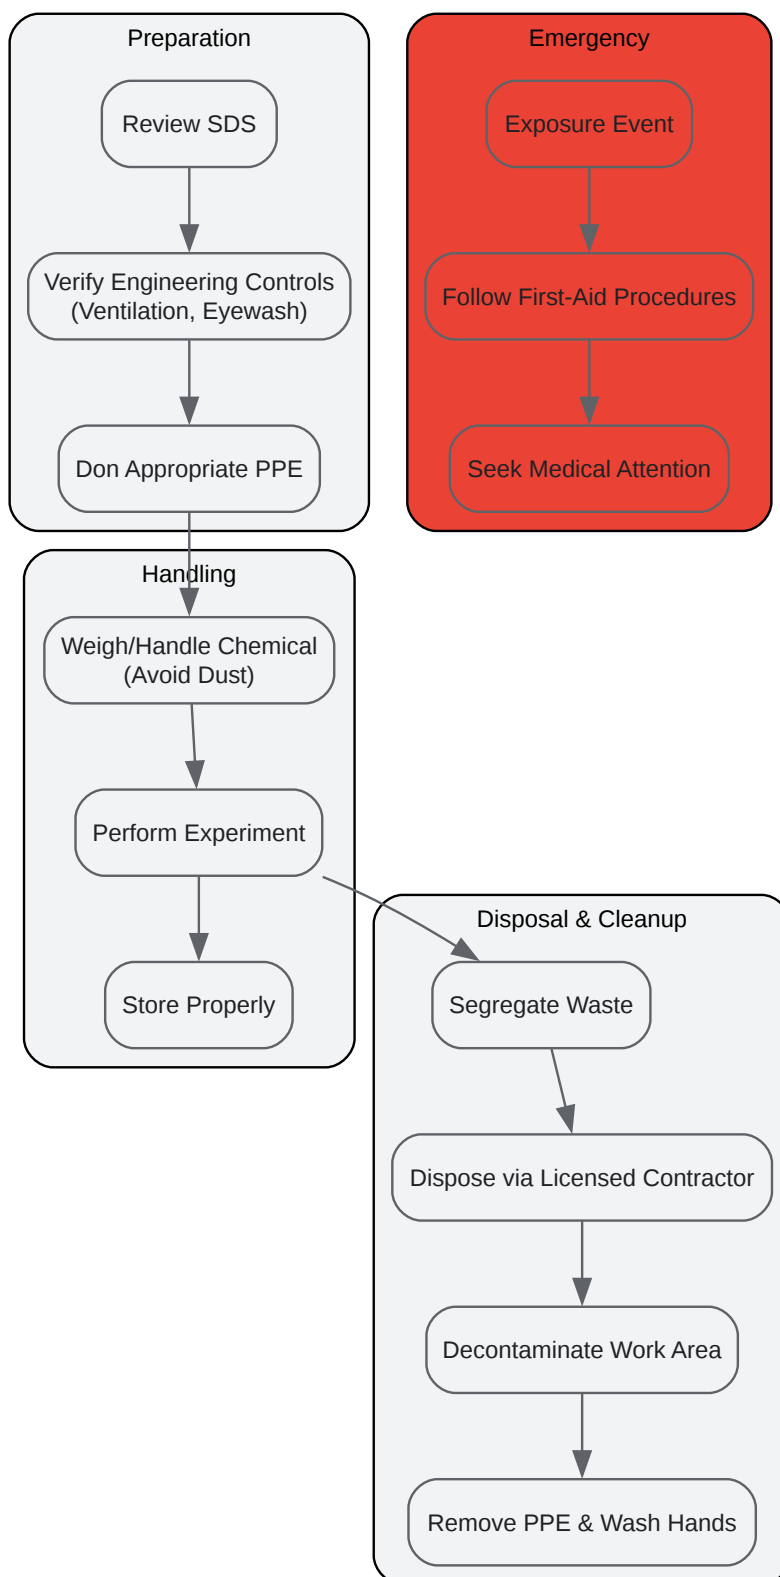 Preparation
Review SDS
Verify Engineering Controls
(Ventilation, Eyewash)
Don Appropriate PPE
Emergency
Exposure Event
Follow First-Aid Procedures
Seek Medical Attention
Handling
Weigh/Handle Chemical
(Avoid Dust)
Perform Experiment
Store Properly
Disposal & Cleanup
Segregate Waste
Dispose via Licensed Contractor
Decontaminate Work Area
Remove PPE & Wash Hands